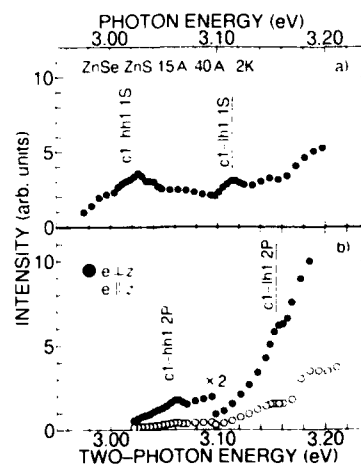 PHOTON ENERGY (eV)
3.00 3.10 3.20
ZnSe ZnS 15A 40A 2K a)
c1-hh1 1S
c1-lh1 1S
10
5
0
INTENSITY (arb. units)
b)
● e ⊥ z
e ∥ z
c1-hh1 2P
c1-lh1 2P
× 2
10
5
0
3.00 3.10 3.20
TWO-PHOTON ENERGY (eV)